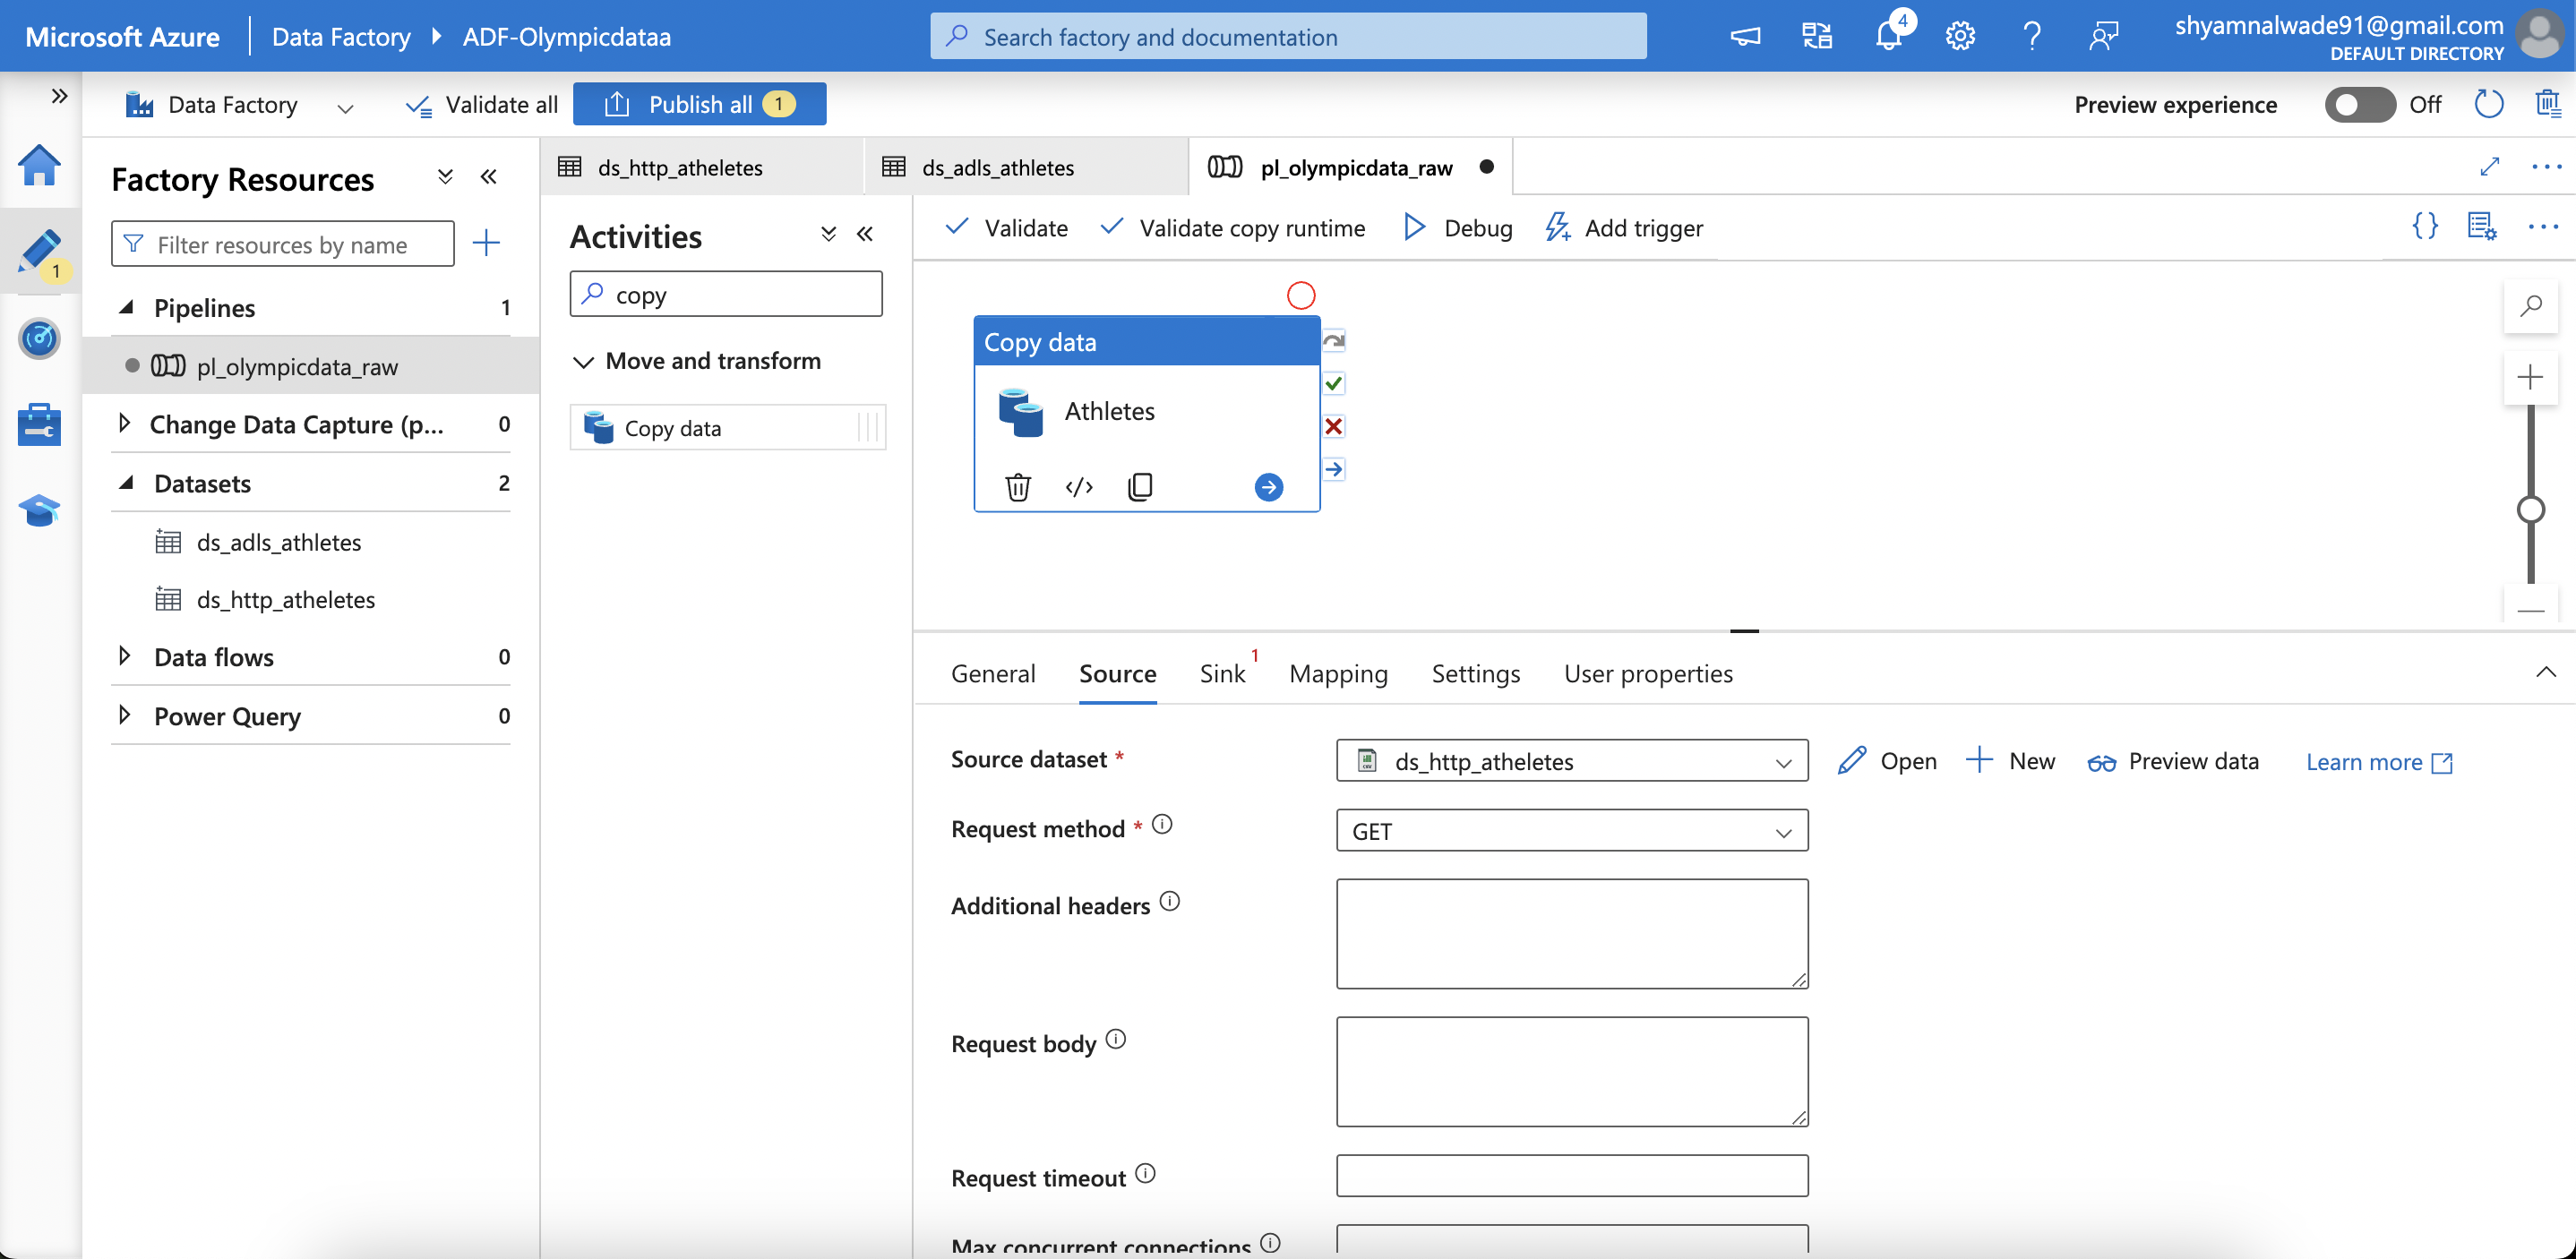 Microsoft Azure
Data Factory
ADF-Olympicdataa
Search factory and documentation
4
shyamnalwade91@gmail.com
DEFAULT DIRECTORY
Data Factory
Validate all
Publish all 1
Preview experience
Off
1
Factory Resources
Filter resources by name
Pipelines 1
pl_olympicdata_raw
Change Data Capture (p... 0
Datasets 2
ds_adls_athletes
ds_http_atheletes
Data flows 0
Power Query 0
ds_http_atheletes
ds_adls_athletes
pl_olympicdata_raw
Activities
copy
Move and transform
Copy data
Validate
Validate copy runtime
Debug
Add trigger
Copy data
Athletes
General
Source
Sink 1
Mapping
Settings
User properties
Source dataset *
ds_http_atheletes
Open
New
Preview data
Learn more
Request method *
GET
Additional headers
Request body
Request timeout
Max concurrent connections